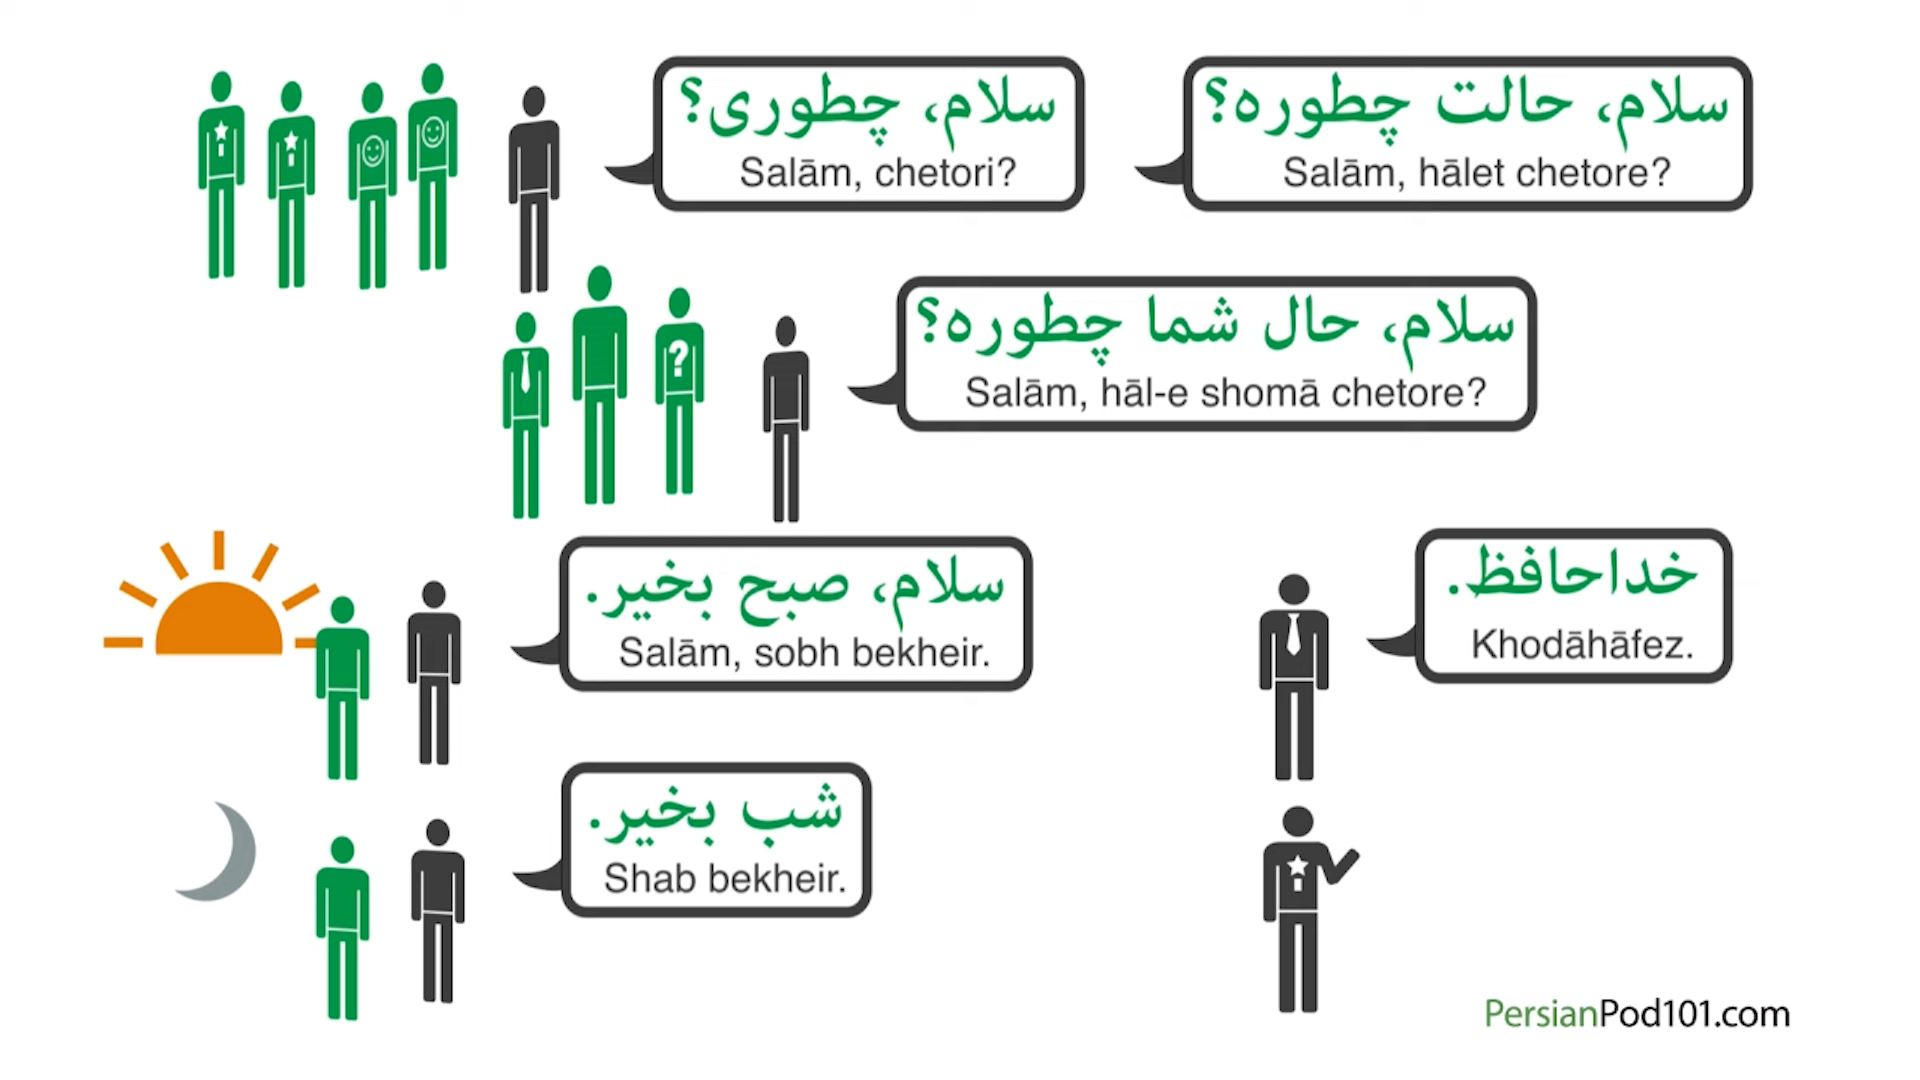 سلام، چطوری؟
Salām, chetori?
سلام، حالت چطوره؟
Salām, hālet chetore?
سلام، حال شما چطوره؟
Salām, hāl-e shomā chetore?
سلام، صبح بخیر.
Salām, sobh bekheir.
خداحافظ.
Khodāhāfez.
شب بخیر.
Shab bekheir.
?
PersianPod101.com